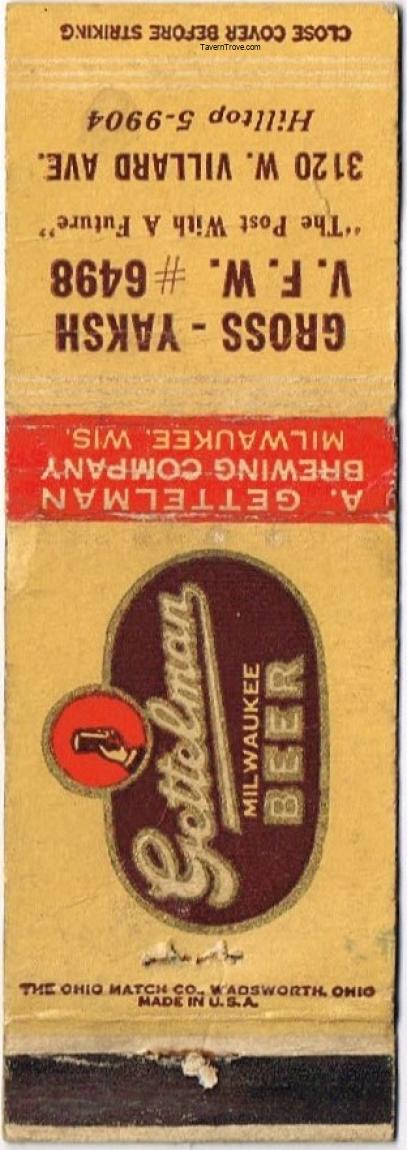 CLOSE COVER BEFORE STRIKING
TavernTrove.com
GROSS - YAKSH
V. F. W. # 6498
"The Post With A Future"
3120 W. VILLARD AVE.
Hilltop 5-9904
A. GETTELMAN
BREWING COMPANY
MILWAUKEE, WIS.
Gettelman
MILWAUKEE
BEER
THE OHIO MATCH CO., WADSWORTH, OHIO
MADE IN U.S.A.